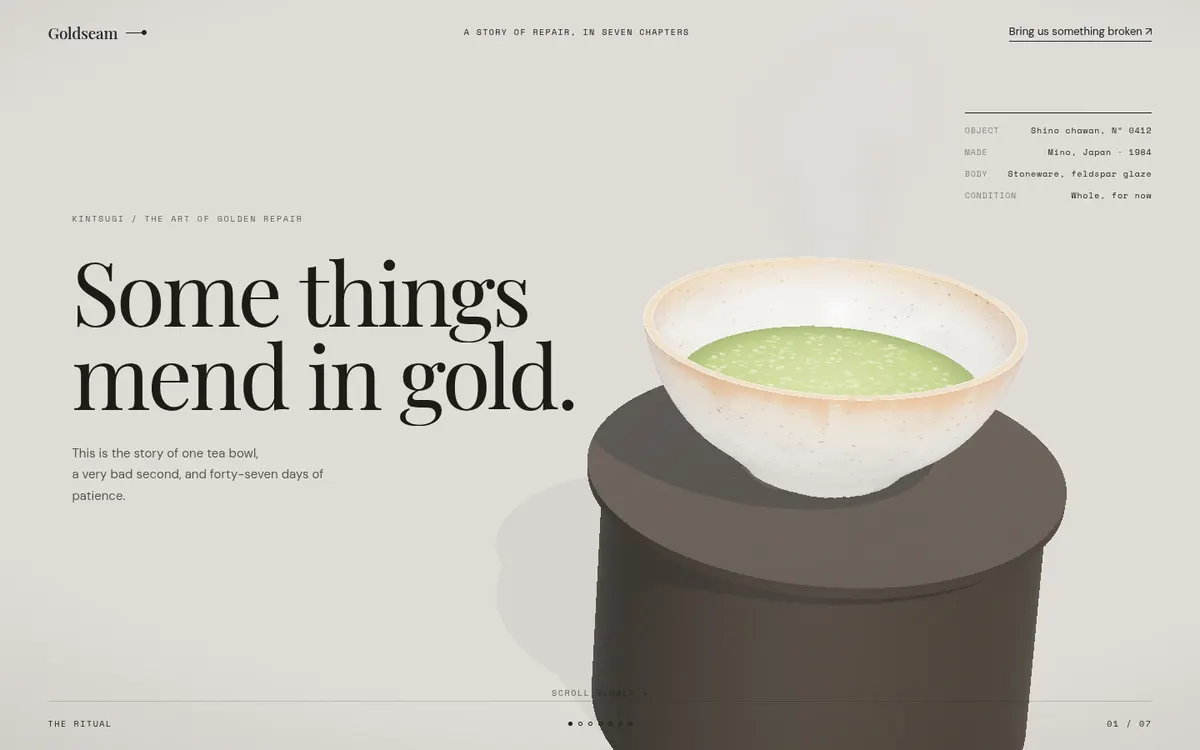 Goldseam
A STORY OF REPAIR, IN SEVEN CHAPTERS
Bring us something broken ↗
OBJECT Shino chawan, Nº 0412
MADE Mino, Japan · 1984
BODY Stoneware, feldspar glaze
CONDITION Whole, for now
KINTSUGI / THE ART OF GOLDEN REPAIR
Some things
mend in gold.
This is the story of one tea bowl,
a very bad second, and forty-seven days of
patience.
SCROLL SLOWLY
THE RITUAL
01 / 07